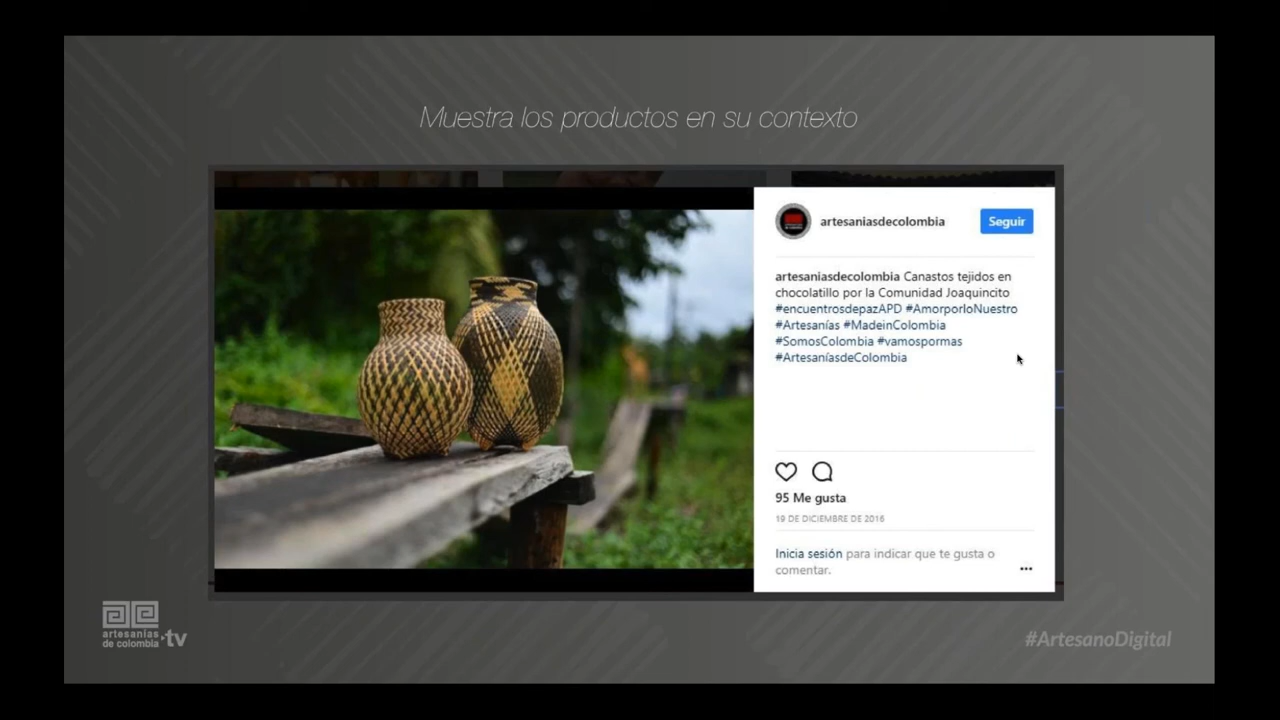 Muestra los productos en su contexto
artesaniasdecolombia
Seguir
artesaniasdecolombia Canastos tejidos en
chocolatillo por la Comunidad Joaquincito
#encuentrosdepazAPD #AmorporloNuestro
#Artesanías #MadeinColombia
#SomosColombia #vamospormas
#ArtesaníasdeColombia
95 Me gusta
19 DE DICIEMBRE DE 2016
Inicia sesión para indicar que te gusta o
comentar.
artesanías
de colombia .tv
#ArtesanoDigital